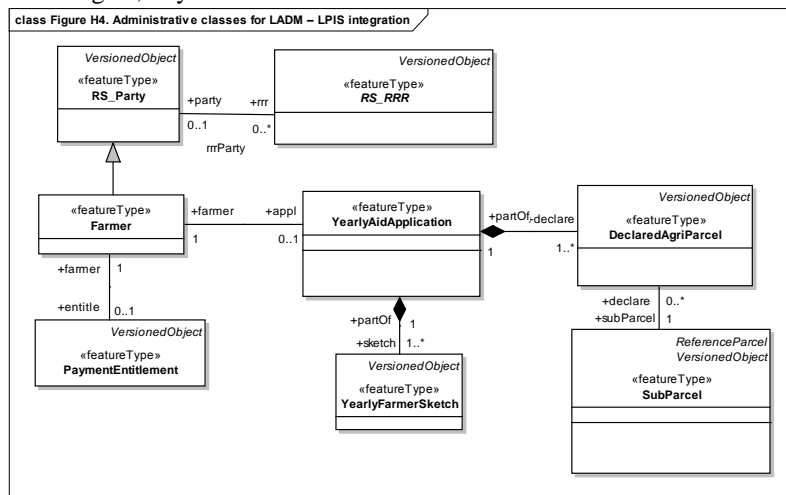 class Figure H4. Administrative classes for LADM – LPIS integration
VersionedObject
«featureType»
RS_Party
+party
0..1
rrrParty
+rrr
0..*
VersionedObject
«featureType»
RS_RRR
«featureType»
Farmer
+farmer
1
+appl
0..1
«featureType»
YearlyAidApplication
+partOf
1
-declare
1..*
VersionedObject
«featureType»
DeclaredAgriParcel
+farmer
1
+entitle
0..1
VersionedObject
«featureType»
PaymentEntitlement
+partOf
1
+sketch
1..*
VersionedObject
«featureType»
YearlyFarmerSketch
+declare
0..*
+subParcel
1
ReferenceParcel
VersionedObject
«featureType»
SubParcel